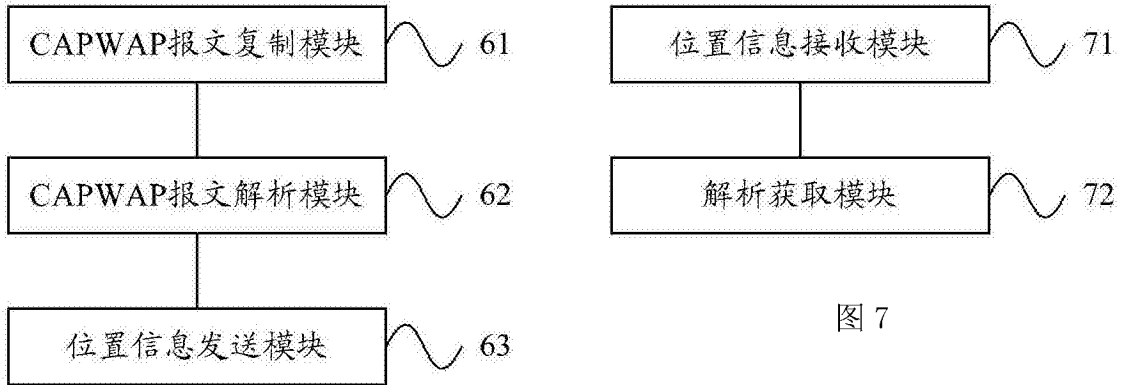 CAPWAP报文复制模块 61
CAPWAP报文解析模块 62
位置信息发送模块 63
位置信息接收模块 71
解析获取模块 72
图 7